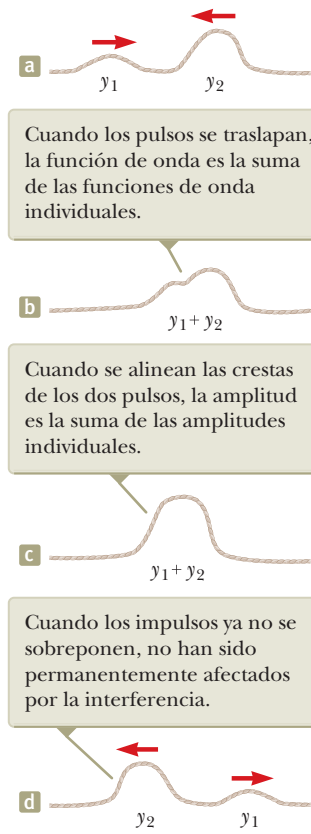 a
y1 y2
Cuando los pulsos se traslapan,
la función de onda es la suma
de las funciones de onda
individuales.
b
y1 + y2
Cuando se alinean las crestas
de los dos pulsos, la amplitud
es la suma de las amplitudes
individuales.
c
y1 + y2
Cuando los impulsos ya no se
sobreponen, no han sido
permanentemente afectados
por la interferencia.
d
y2 y1